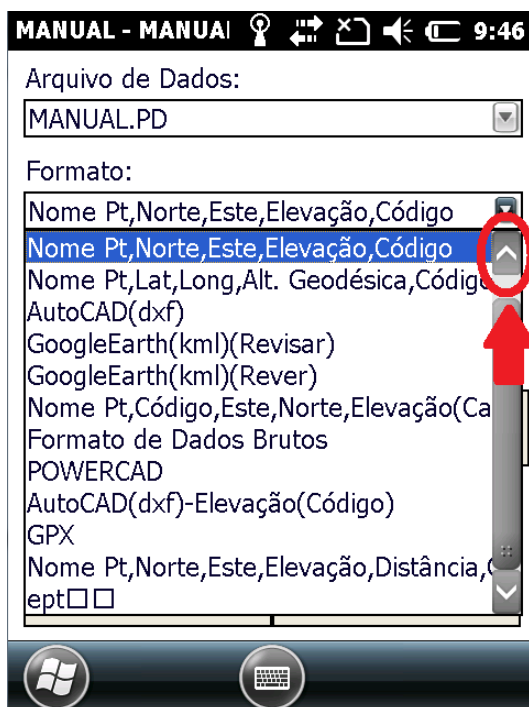 MANUAL - MANUAI 9:46
Arquivo de Dados:
MANUAL.PD
Formato:
Nome Pt,Norte,Este,Elevação,Código
Nome Pt,Norte,Este,Elevação,Código
Nome Pt,Lat,Long,Alt. Geodésica,Código
AutoCAD(dxf)
GoogleEarth(kml)(Revisar)
GoogleEarth(kml)(Rever)
Nome Pt,Código,Este,Norte,Elevação(Ca
Formato de Dados Brutos
POWERCAD
AutoCAD(dxf)-Elevação(Código)
GPX
Nome Pt,Norte,Este,Elevação,Distância,
ept□□